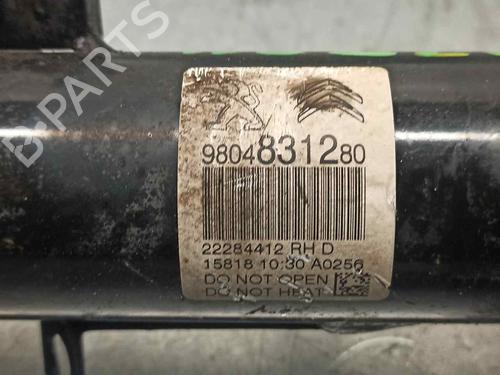 B-PARTS
9804831280
22284412 RH D
15818 10:30 A0256
DO NOT OPEN
DO NOT HEAT